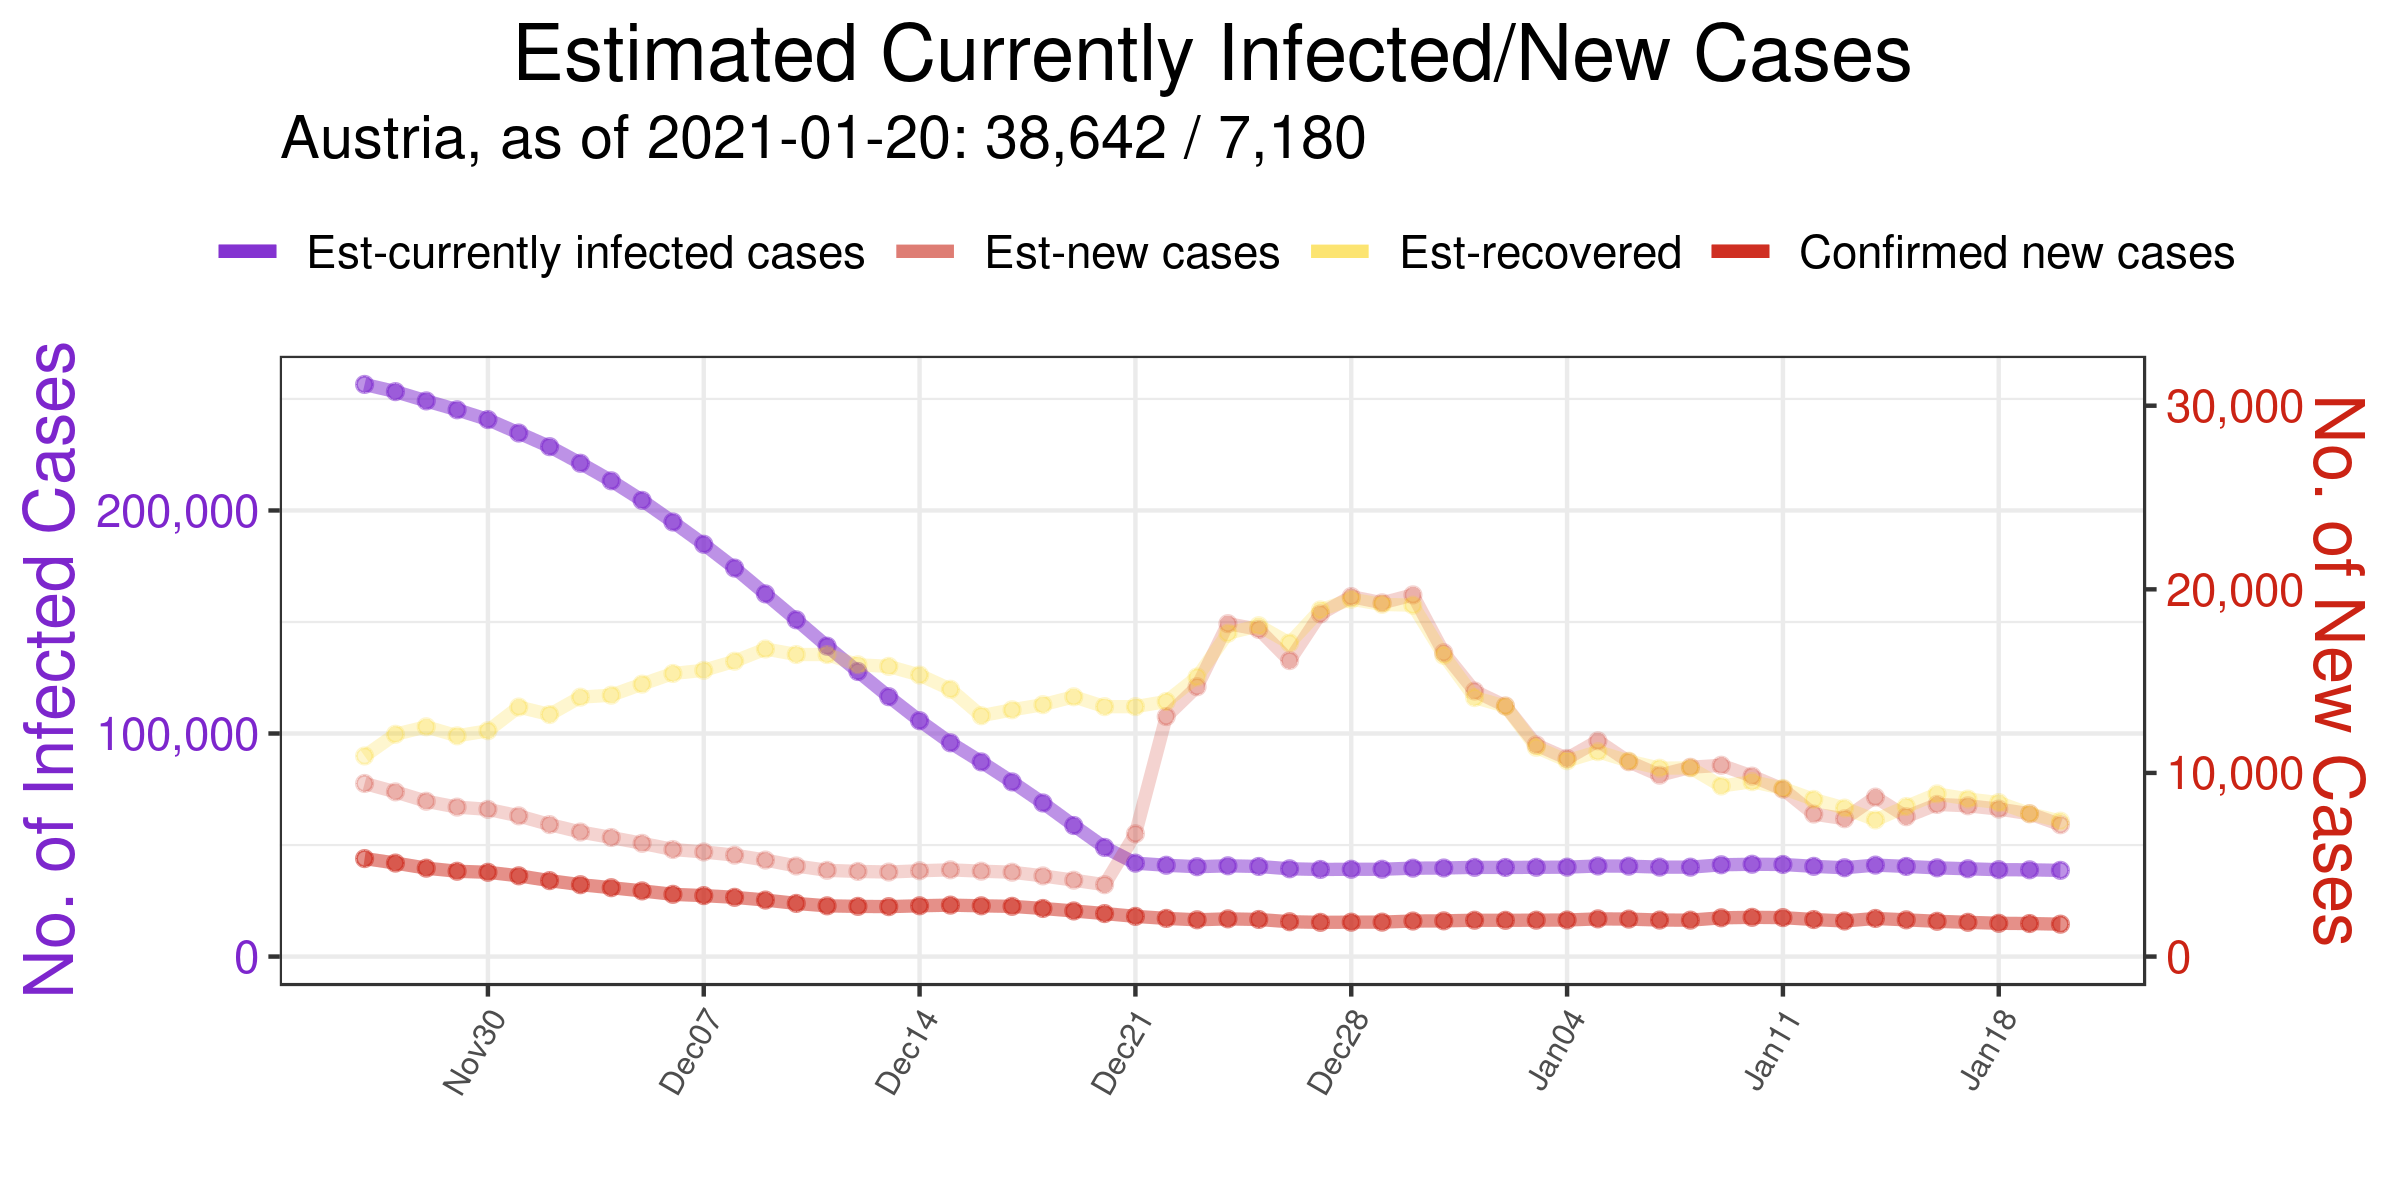 Estimated Currently Infected/New Cases
Austria, as of 2021-01-20: 38,642 / 7,180
Est-currently infected cases Est-new cases Est-recovered Confirmed new cases
No. of Infected Cases
200,000
100,000
0
30,000
20,000
10,000
0
No. of New Cases
Nov30 Dec07 Dec14 Dec21 Dec28 Jan04 Jan11 Jan18